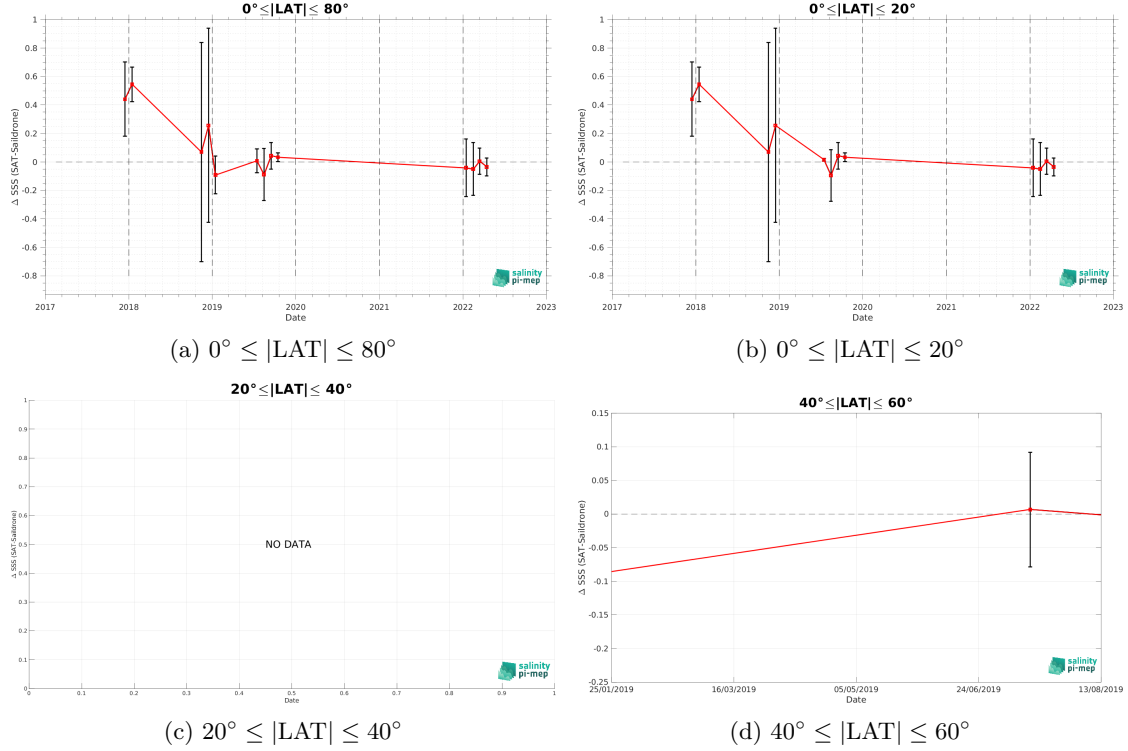 0°≤|LAT|≤ 80°
1
0.8
0.6
0.4
0.2
0
-0.2
-0.4
-0.6
-0.8
Δ SSS (SAT-Saildrone)
2017 2018 2019 2020 2021 2022 2023
Date
salinity
pi-mep
(a) 0° ≤ |LAT| ≤ 80°
0°≤|LAT|≤ 20°
1
0.8
0.6
0.4
0.2
0
-0.2
-0.4
-0.6
-0.8
Δ SSS (SAT-Saildrone)
2017 2018 2019 2020 2021 2022 2023
Date
salinity
pi-mep
(b) 0° ≤ |LAT| ≤ 20°
20°≤|LAT|≤ 40°
1
0.9
0.8
0.7
0.6
0.5
0.4
0.3
0.2
0.1
0
Δ SSS (SAT-Saildrone)
NO DATA
0 0.1 0.2 0.3 0.4 0.5 0.6 0.7 0.8 0.9 1
Date
salinity
pi-mep
(c) 20° ≤ |LAT| ≤ 40°
40°≤|LAT|≤ 60°
0.15
0.1
0.05
0
-0.05
-0.1
-0.15
-0.2
-0.25
Δ SSS (SAT-Saildrone)
25/01/2019 16/03/2019 05/05/2019 24/06/2019 13/08/2019
Date
salinity
pi-mep
(d) 40° ≤ |LAT| ≤ 60°